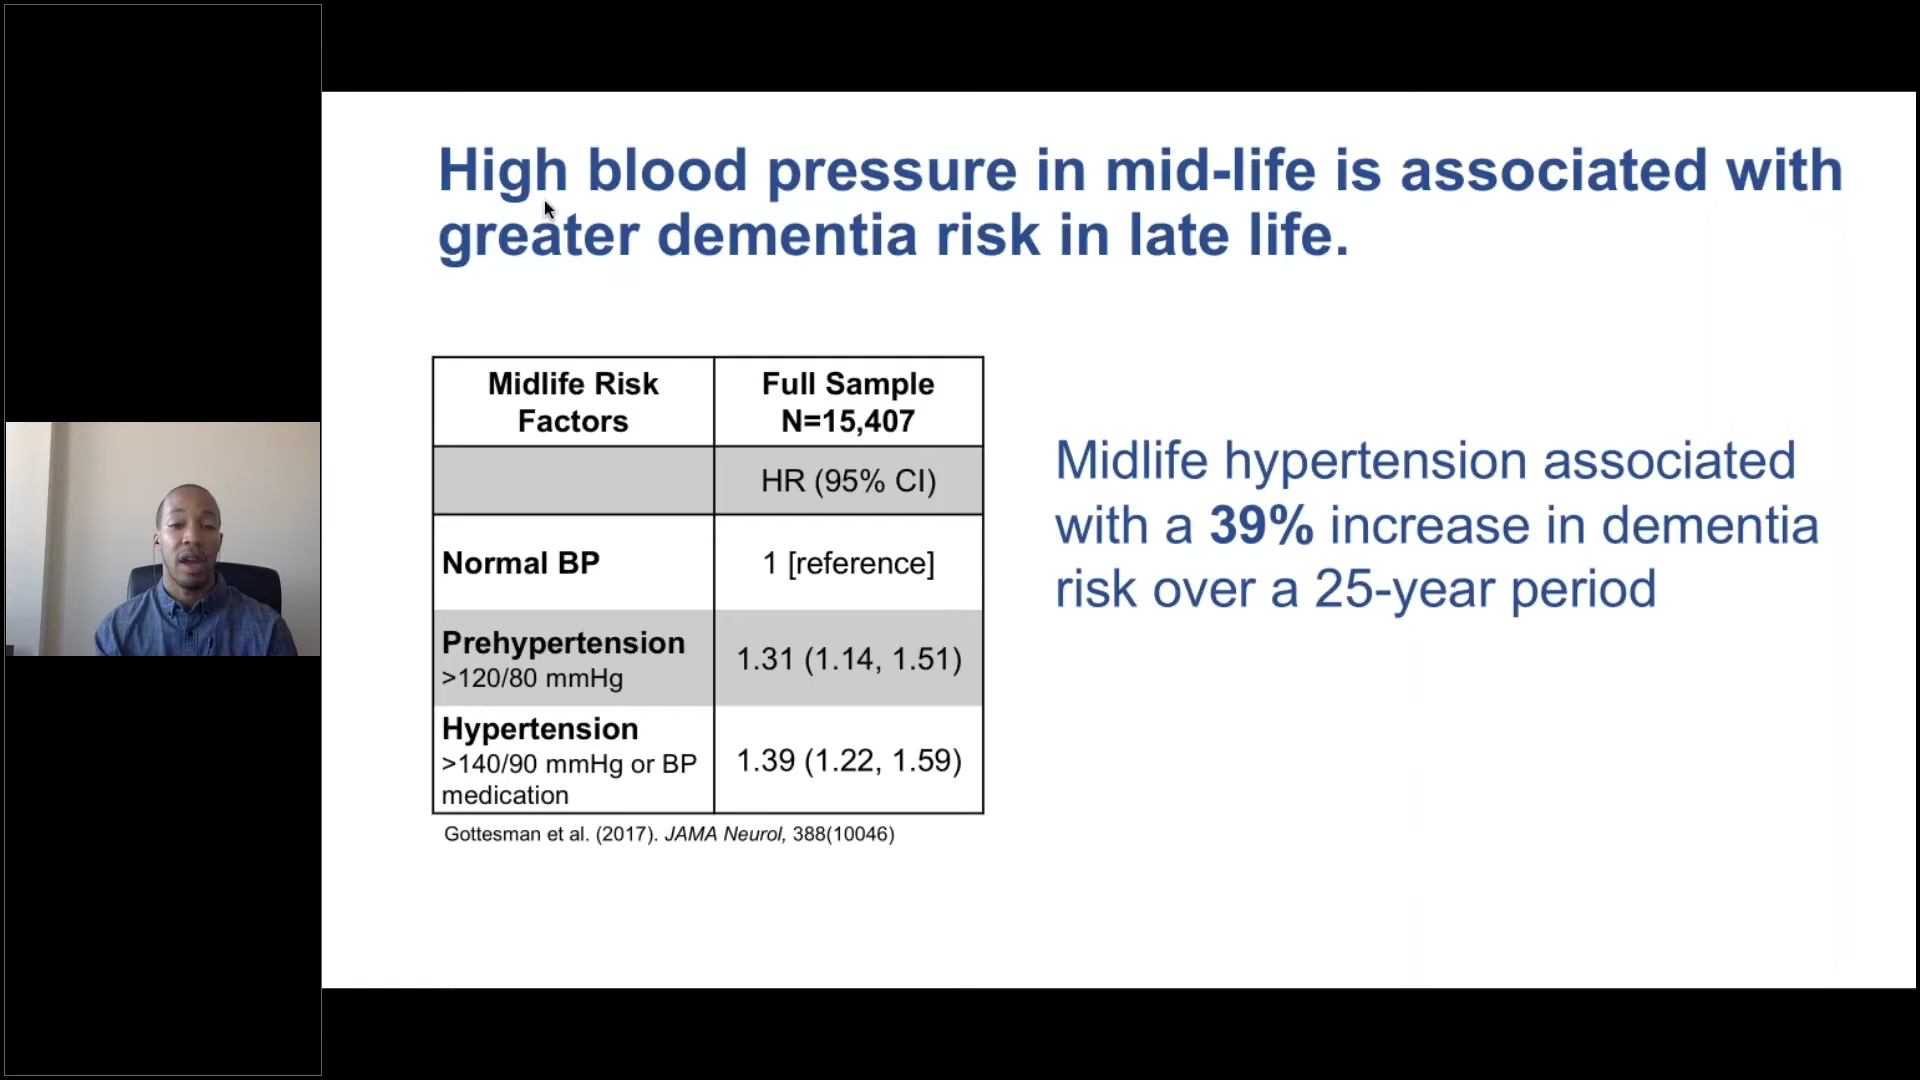 High blood pressure in mid-life is associated with
greater dementia risk in late life.
Midlife Risk
Factors
Full Sample
N=15,407
HR (95% CI)
Normal BP
1 [reference]
Prehypertension
>120/80 mmHg
1.31 (1.14, 1.51)
Hypertension
>140/90 mmHg or BP
medication
1.39 (1.22, 1.59)
Gottesman et al. (2017). JAMA Neurol, 388(10046)
Midlife hypertension associated
with a 39% increase in dementia
risk over a 25-year period